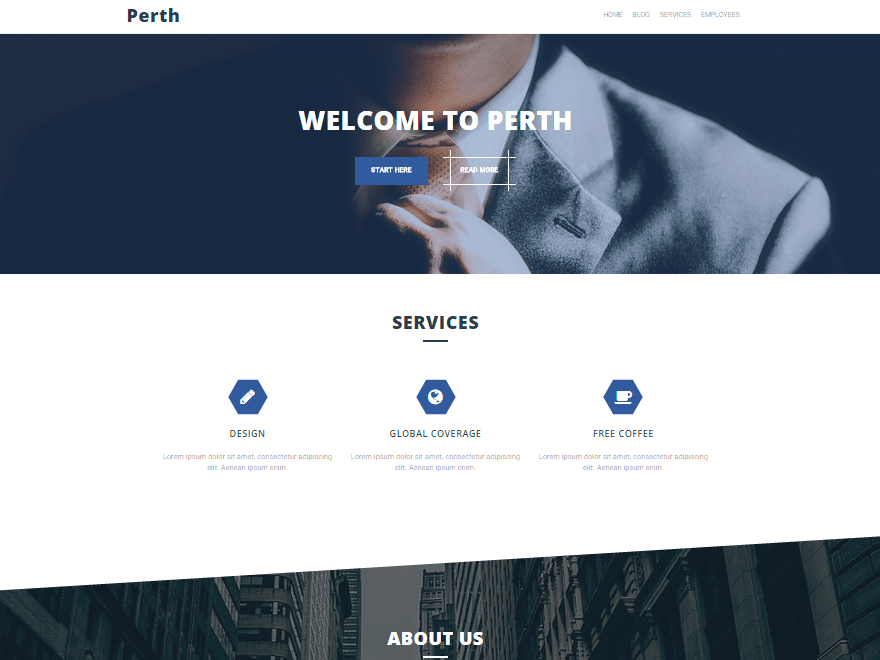 Perth
HOME BLOG SERVICES EMPLOYEES
WELCOME TO PERTH
START HERE READ MORE
SERVICES
DESIGN GLOBAL COVERAGE FREE COFFEE
Lorem ipsum dolor sit amet, consectetur adipiscing Lorem ipsum dolor sit amet, consectetur adipiscing Lorem ipsum dolor sit amet, consectetur adipiscing
elit. Aenean ipsum enim. elit. Aenean ipsum enim. elit. Aenean ipsum enim.
ABOUT US